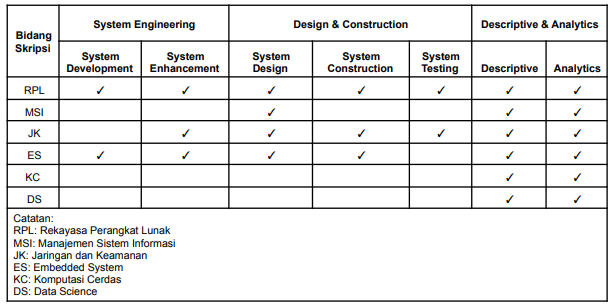 Bidang Skripsi | System Engineering | Design & Construction | Descriptive & Analytics
System Development | System Enhancement | System Design | System Construction | System Testing | Descriptive | Analytics
RPL ✓ ✓ ✓ ✓ ✓ ✓ ✓
MSI ✓ ✓ ✓
JK ✓ ✓ ✓ ✓ ✓ ✓
ES ✓ ✓ ✓ ✓ ✓ ✓
KC ✓ ✓
DS ✓ ✓
Catatan:
RPL: Rekayasa Perangkat Lunak
MSI: Manajemen Sistem Informasi
JK: Jaringan dan Keamanan
ES: Embedded System
KC: Komputasi Cerdas
DS: Data Science